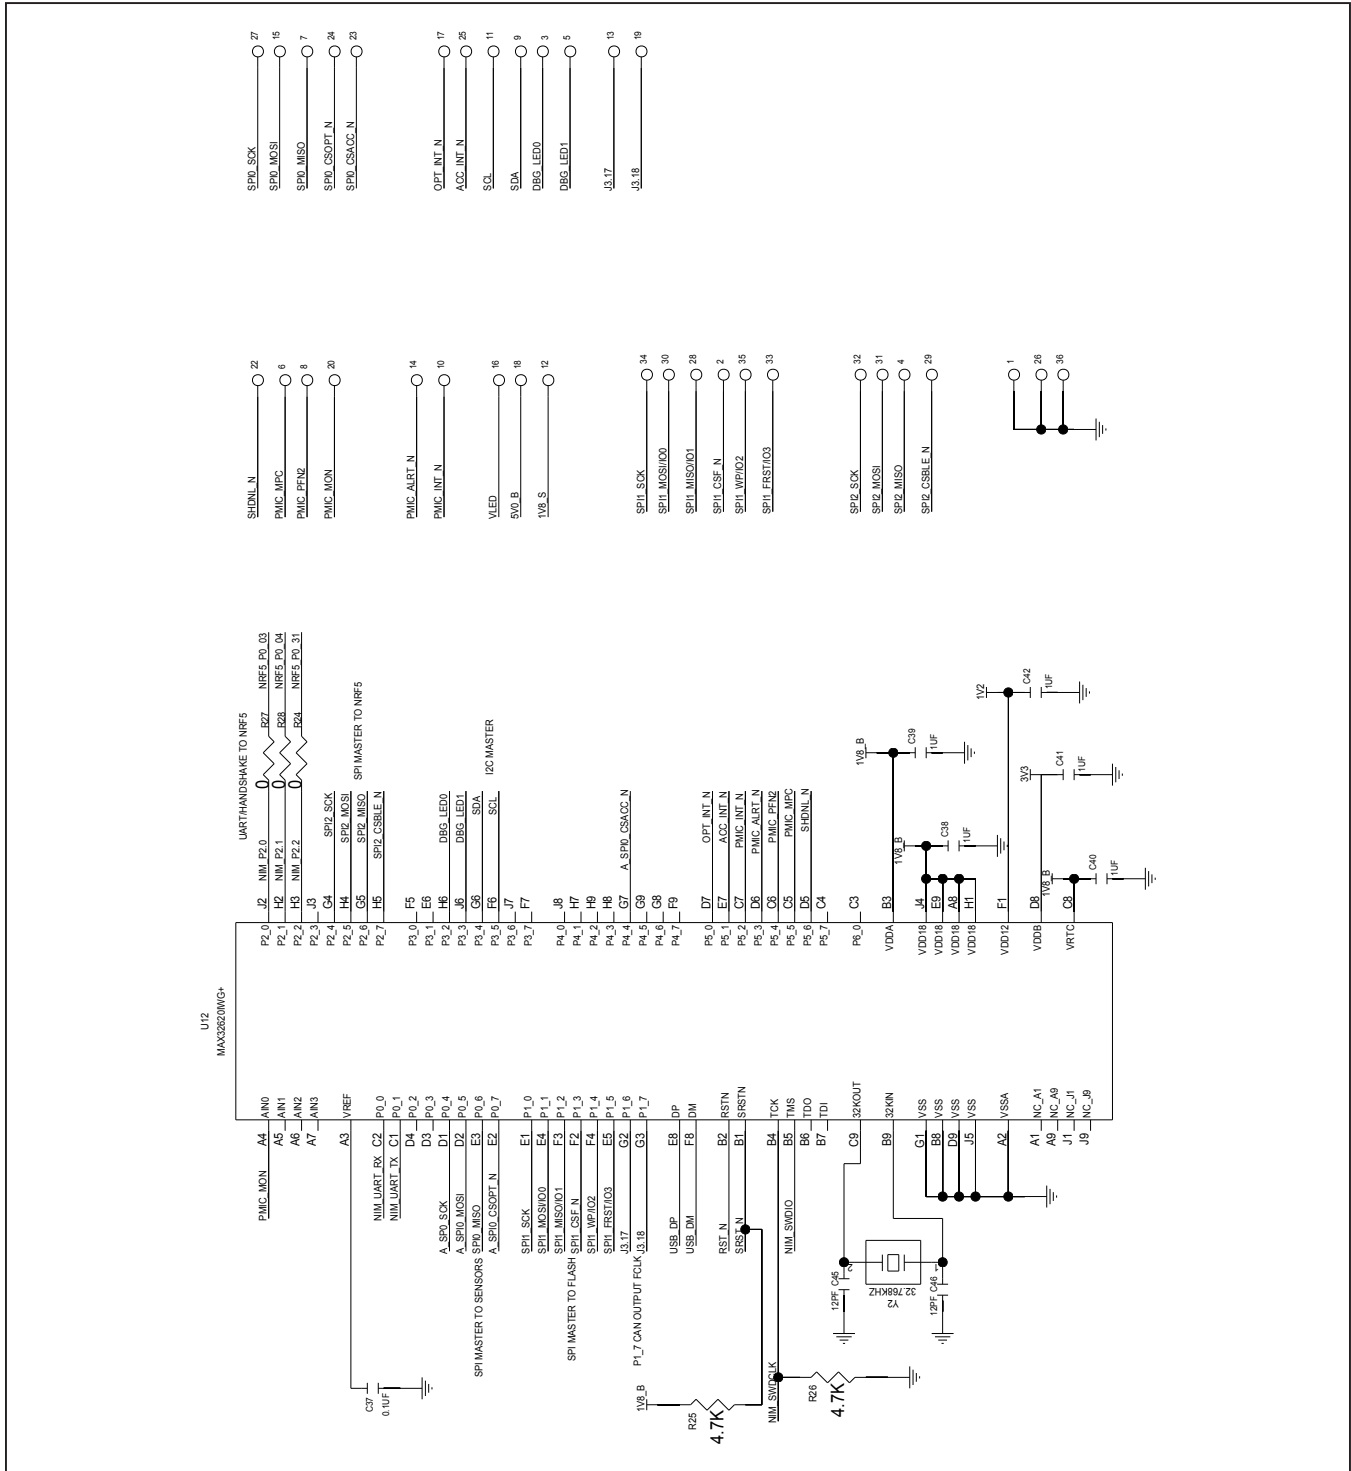 SPI0_SCK 27
SPI0_MOSI 15
SPI0_MISO 7
SPI0_CSOPT_N 24
SPI0_CSACC_N 23
OPT_INT_N 17
ACC_INT_N 25
SCL 11
SDA 9
DBG_LED0 3
DBG_LED1 5
J3.17 13
J3.18 19
SHDNL_N 22
PMIC_MPC 6
PMIC_PFN2 8
PMIC_MON 20
PMIC_ALRT_N 14
PMIC_INT_N 10
VLED 16
5V0_B 18
1V8_S 12
SPI1_SCK 34
SPI1_MOSI/IO0 30
SPI1_MISO/IO1 28
SPI1_CSF_N 2
SPI1_WP/IO2 35
SPI1_FRST/IO3 33
SPI2_SCK 32
SPI2_MOSI 31
SPI2_MISO 4
SPI2_CSBLE_N 29
1
26
36
UART/HANDSHAKE TO NRF5
P2_0 J2 NIM_P2.0 0 R27 NRF5_P0_03
P2_1 H2 NIM_P2.1 0 R28 NRF5_P0_04
P2_2 H3 NIM_P2.2 0 R24 NRF5_P0_31
P2_3 J3
P2_4 G4 SPI2_SCK
P2_5 H4 SPI2_MOSI
P2_6 G5 SPI2_MISO
P2_7 H5 SPI2_CSBLE_N
SPI MASTER TO NRF5
P3_0 F5
P3_1 E6
P3_2 H6 DBG_LED0
P3_3 J6 DBG_LED1
P3_4 G6 SDA
P3_5 F6 SCL
P3_6 J7
P3_7 F7
I2C MASTER
P4_0 J8
P4_1 H7
P4_2 H9
P4_3 H8
P4_4 G7 A_SPI0_CSACC_N
P4_5 G9
P4_6 G8
P4_7 F9
P5_0 D7 OPT_INT_N
P5_1 E7 ACC_INT_N
P5_2 C7 PMIC_INT_N
P5_3 D6 PMIC_ALRT_N
P5_4 C6 PMIC_PFN2
P5_5 C5 PMIC_MPC
P5_6 D5 SHDNL_N
P5_7 C4
P6_0 C3
VDDA B3 1V8_B C39 1UF
VDD18 J4 1V8_B C38 1UF
VDD18 E9
VDD18 A8
VDD18 H1
VDD12 F1 1V2 C42 1UF
VDDB D8 3V3 C41 1UF
VRTC C8 1V8_B C40 1UF
U12
MAX32620IWG+
PMIC_MON A4 AIN0
A5 AIN1
A6 AIN2
A7 AIN3
A3 VREF
C37
0.1UF
NIM_UART_RX C2 P0_0
NIM_UART_TX C1 P0_1
D4 P0_2
D3 P0_3
A_SP0_SCK D1 P0_4
A_SPI0_MOSI D2 P0_5
SPI0_MISO E3 P0_6
A_SPI0_CSOPT_N E2 P0_7
SPI MASTER TO SENSORS
SPI1_SCK E1 P1_0
SPI1_MOSI/IO0 E4 P1_1
SPI1_MISO/IO1 F3 P1_2
SPI1_CSF_N F2 P1_3
SPI1_WP/IO2 F4 P1_4
SPI1_FRST/IO3 E5 P1_5
J3.17 G2 P1_6
J3.18 G3 P1_7
SPI MASTER TO FLASH
P1_7 CAN OUTPUT FCLK
USB_DP E8 DP
USB_DM F8 DM
RST_N B2 RSTN
SRST_N B1 SRSTN
1V8_B R25 4.7K
NIM_SWDCLK B4 TCK
R26 4.7K
NIM_SWDIO B5 TMS
B6 TDO
B7 TDI
C9 32KOUT
B9 32KIN
12PF C45
2 1
Y2
32.768KHZ
12PF C46
G1 VSS
B8 VSS
D9 VSS
J5 VSS
A2 VSSA
A1 NC_A1
A9 NC_A9
J1 NC_J1
J9 NC_J9